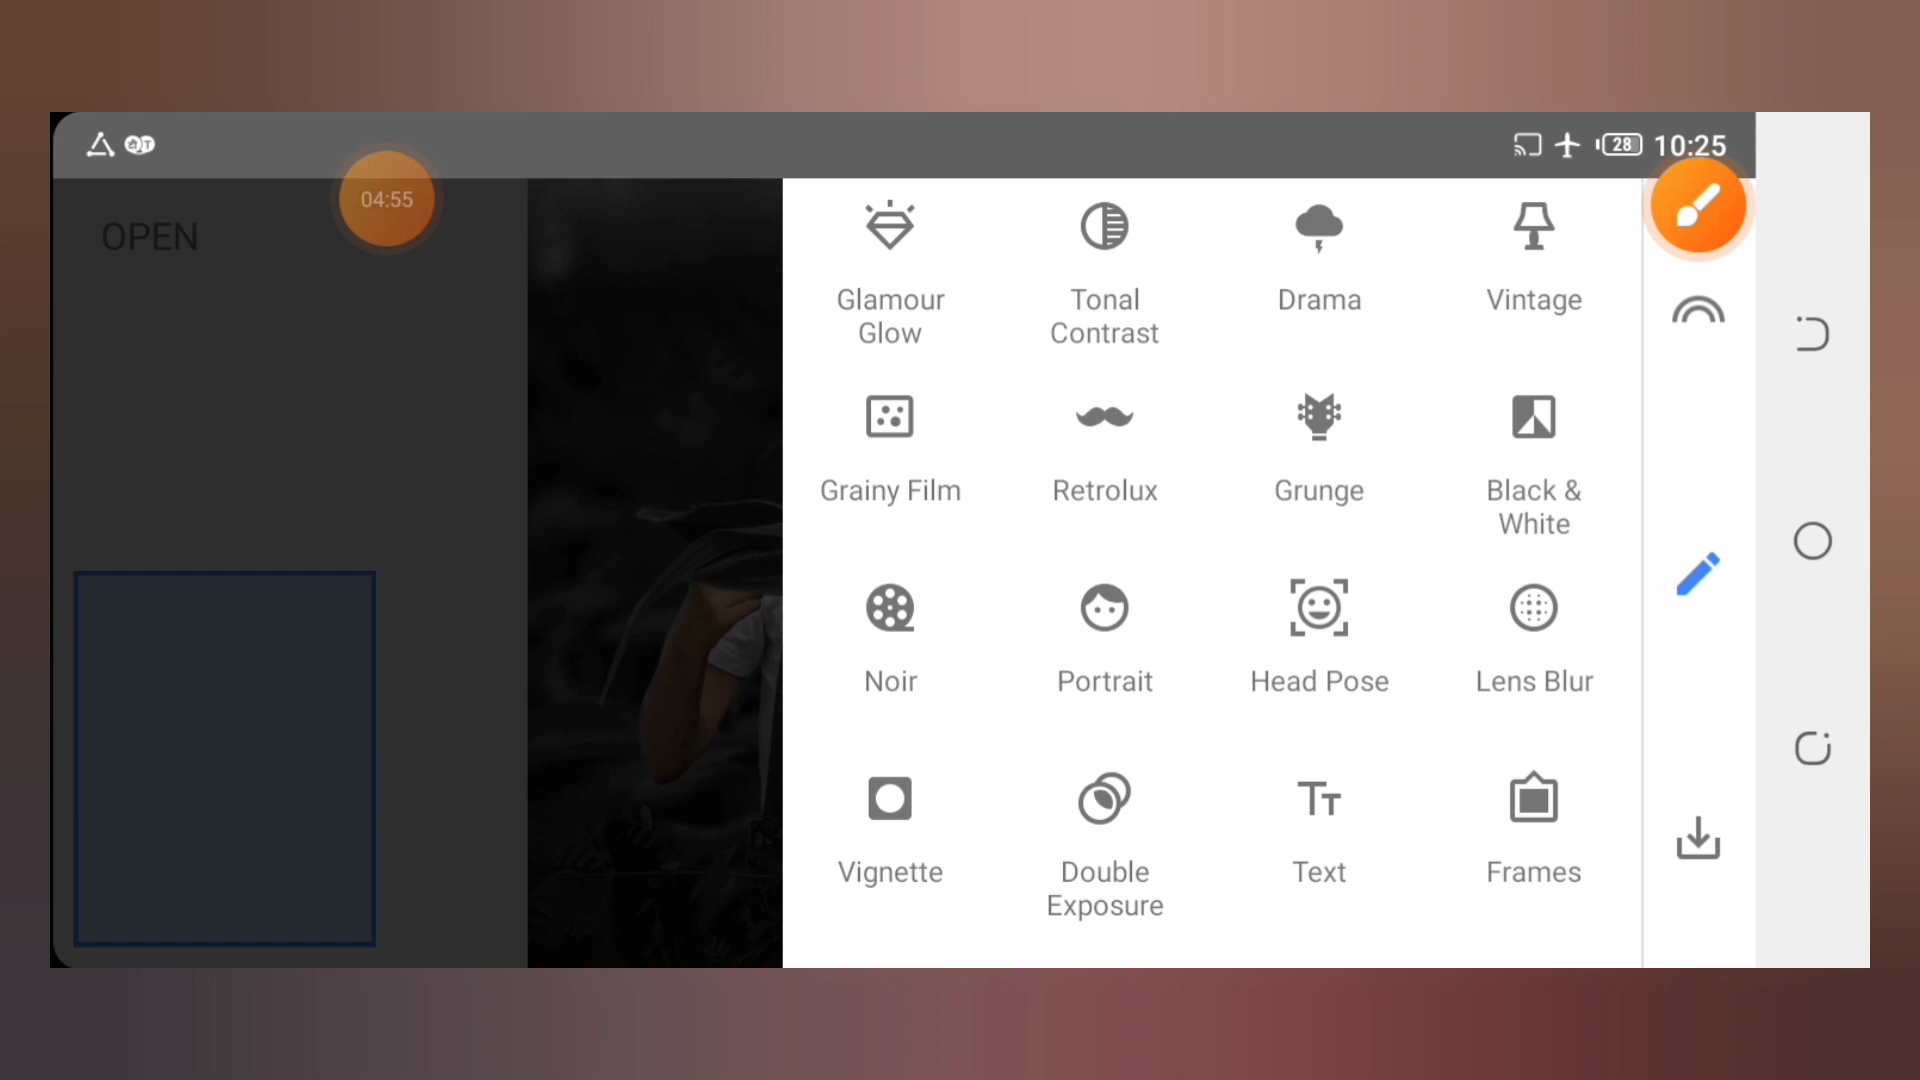 28 10:25
04:55
OPEN
Glamour
Glow
Tonal
Contrast
Drama
Vintage
Grainy Film
Retrolux
Grunge
Black &
White
Noir
Portrait
Head Pose
Lens Blur
Vignette
Double
Exposure
Text
Frames